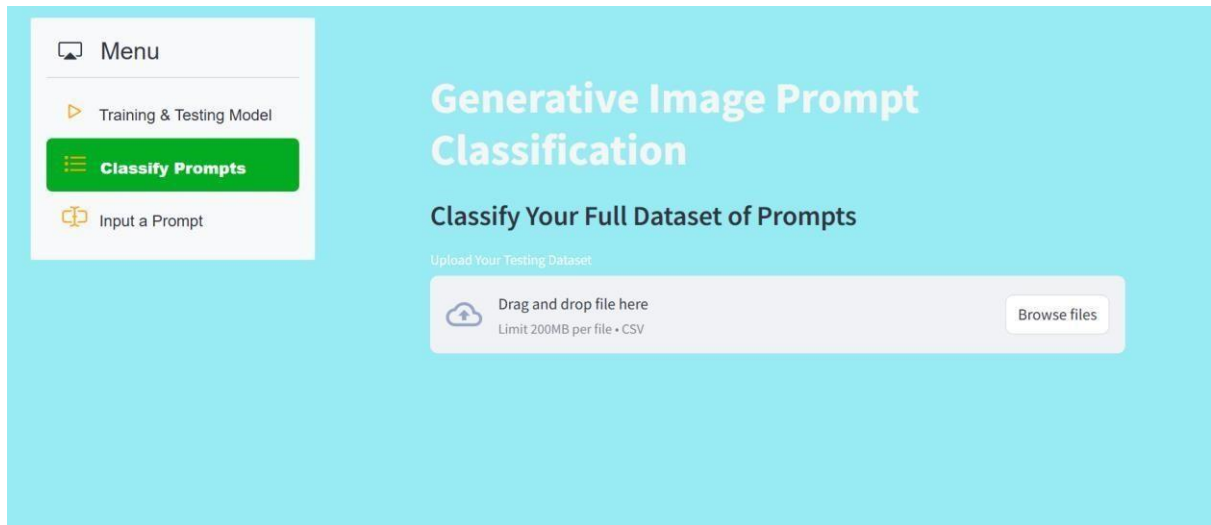 Menu
Training & Testing Model
Classify Prompts
Input a Prompt
Generative Image Prompt
Classification
Classify Your Full Dataset of Prompts
Upload Your Testing Dataset
Drag and drop file here
Limit 200MB per file • CSV
Browse files